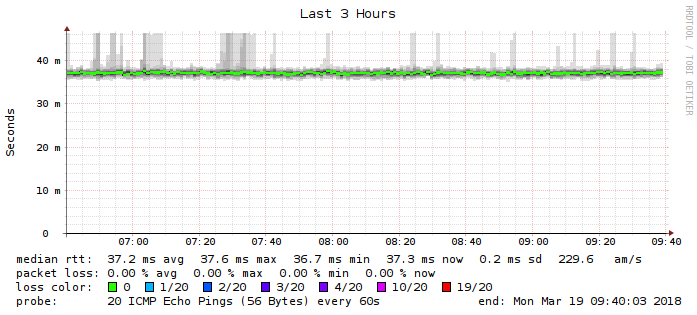 Last 3 Hours
RRDTOOL / TOBI OETIKER
Seconds
40 m
30 m
20 m
10 m
0
07:00 07:20 07:40 08:00 08:20 08:40 09:00 09:20 09:40
median rtt: 37.2 ms avg 37.6 ms max 36.7 ms min 37.3 ms now 0.2 ms sd 229.6 am/s
packet loss: 0.00 % avg 0.00 % max 0.00 % min 0.00 % now
loss color: 0 1/20 2/20 3/20 4/20 10/20 19/20
probe: 20 ICMP Echo Pings (56 Bytes) every 60s end: Mon Mar 19 09:40:03 2018